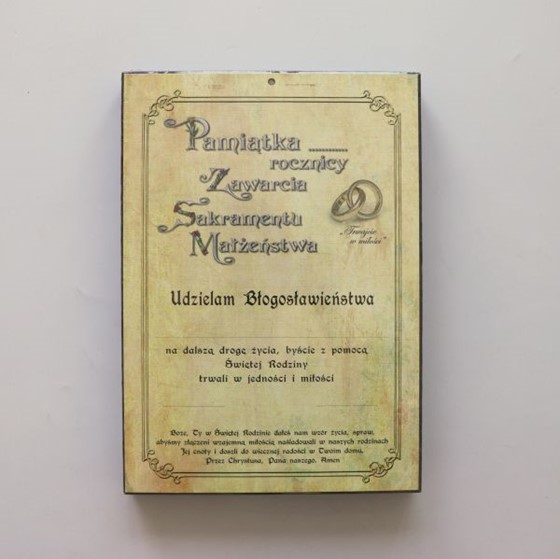 Pamiątka ............
rocznicy
Zawarcia
Sakramentu
Małżeństwa
„Trwajcie
w miłości"
Udzielam Błogosławieństwa
na dalszą drogę życia, byście z pomocą
Świętej Rodziny
trwali w jedności i miłości
Boże, Ty w Świętej Rodzinie dałeś nam wzór życia, spraw,
abyśmy złączeni wzajemną miłością naśladowali w naszych rodzinach
Jej cnoty i doszli do wiecznej radości w Twoim domu.
Przez Chrystusa, Pana naszego. Amen